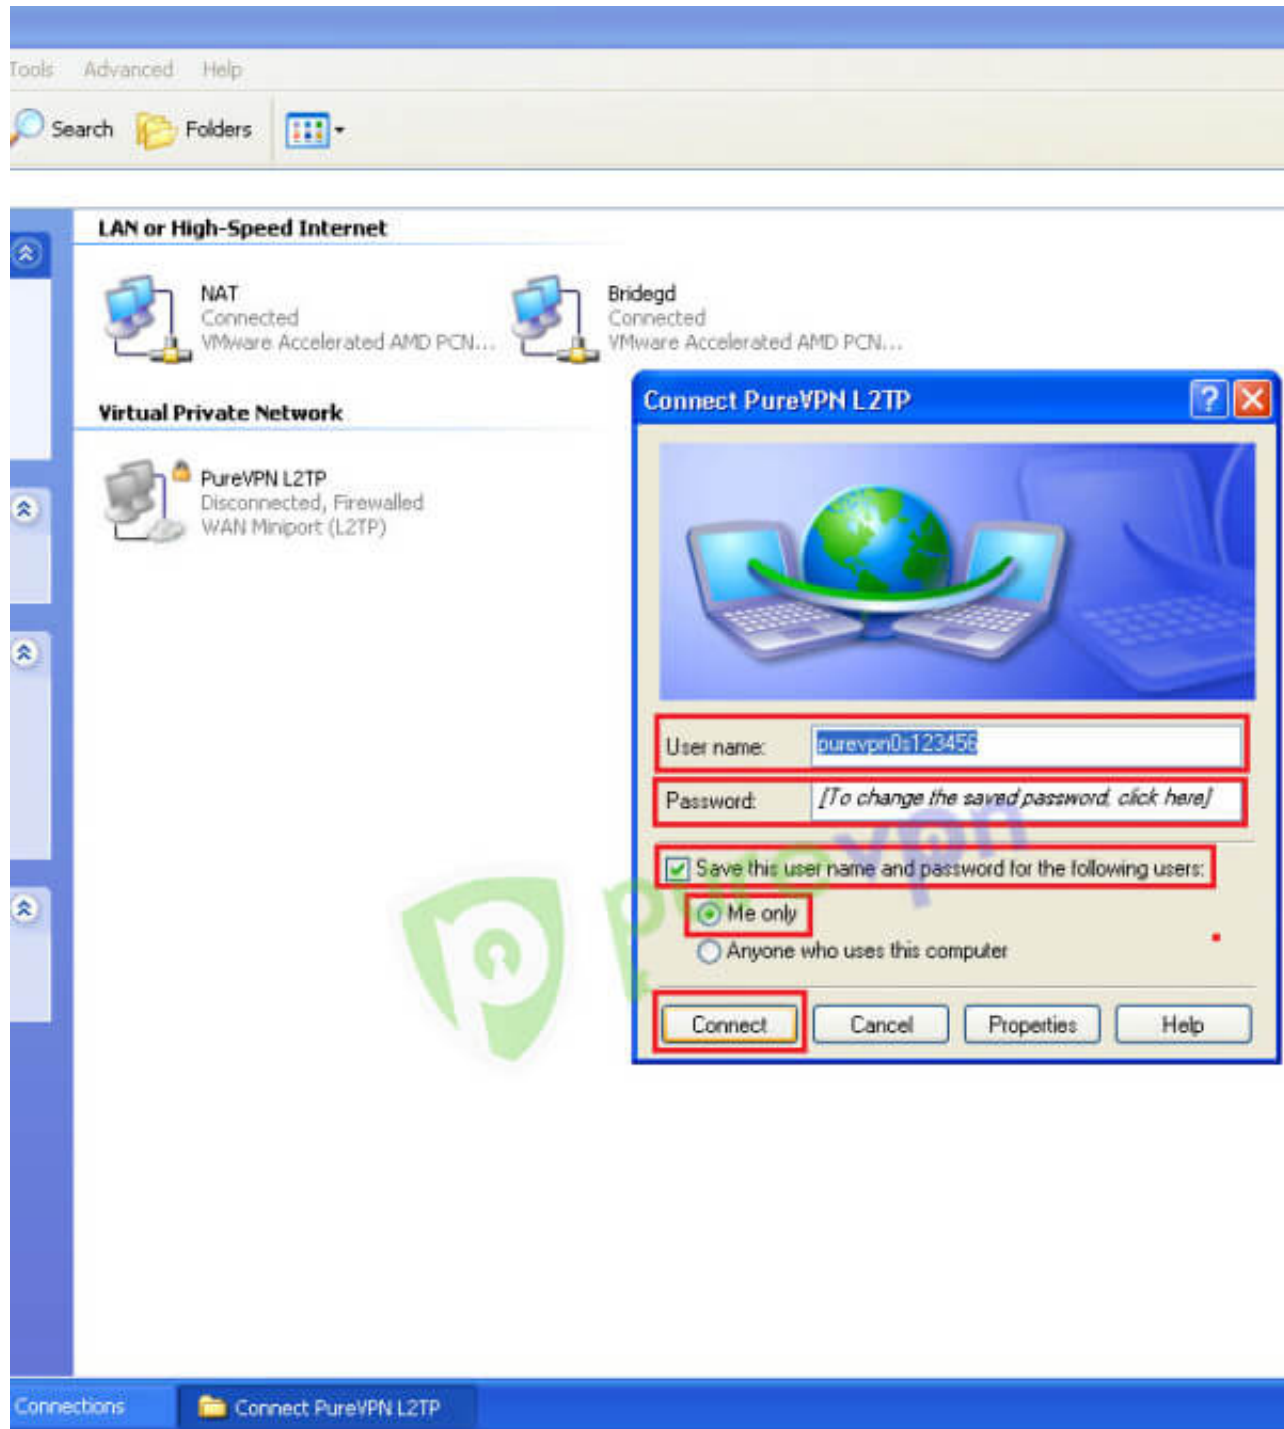 Tools Advanced Help
Search Folders
LAN or High-Speed Internet
NAT
Connected
VMware Accelerated AMD PCN...
Bridegd
Connected
VMware Accelerated AMD PCN...
Virtual Private Network
PureVPN L2TP
Disconnected, Firewalled
WAN Miniport (L2TP)
Connect PureVPN L2TP
User name: purevpn0s123456
Password: [To change the saved password, click here]
Save this user name and password for the following users:
Me only
Anyone who uses this computer
Connect Cancel Properties Help
purevpn
Connections Connect PureVPN L2TP